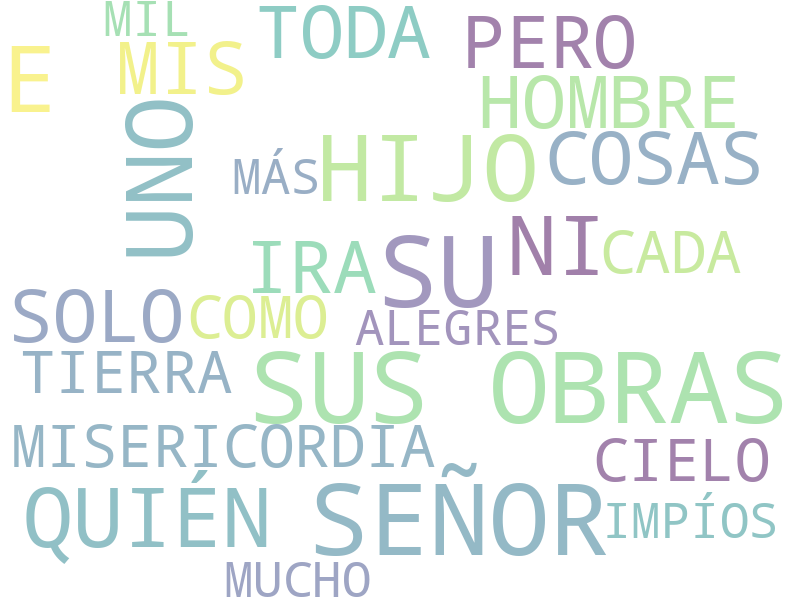 MIL
TODA
PERO
E
MIS
HOMBRE
UNO
MÁS
HIJO
COSAS
IRA
SU
NI
CADA
SOLO
COMO
ALEGRES
TIERRA
SUS OBRAS
MISERICORDIA
CIELO
QUIÉN
SEÑOR
IMPÍOS
MUCHO